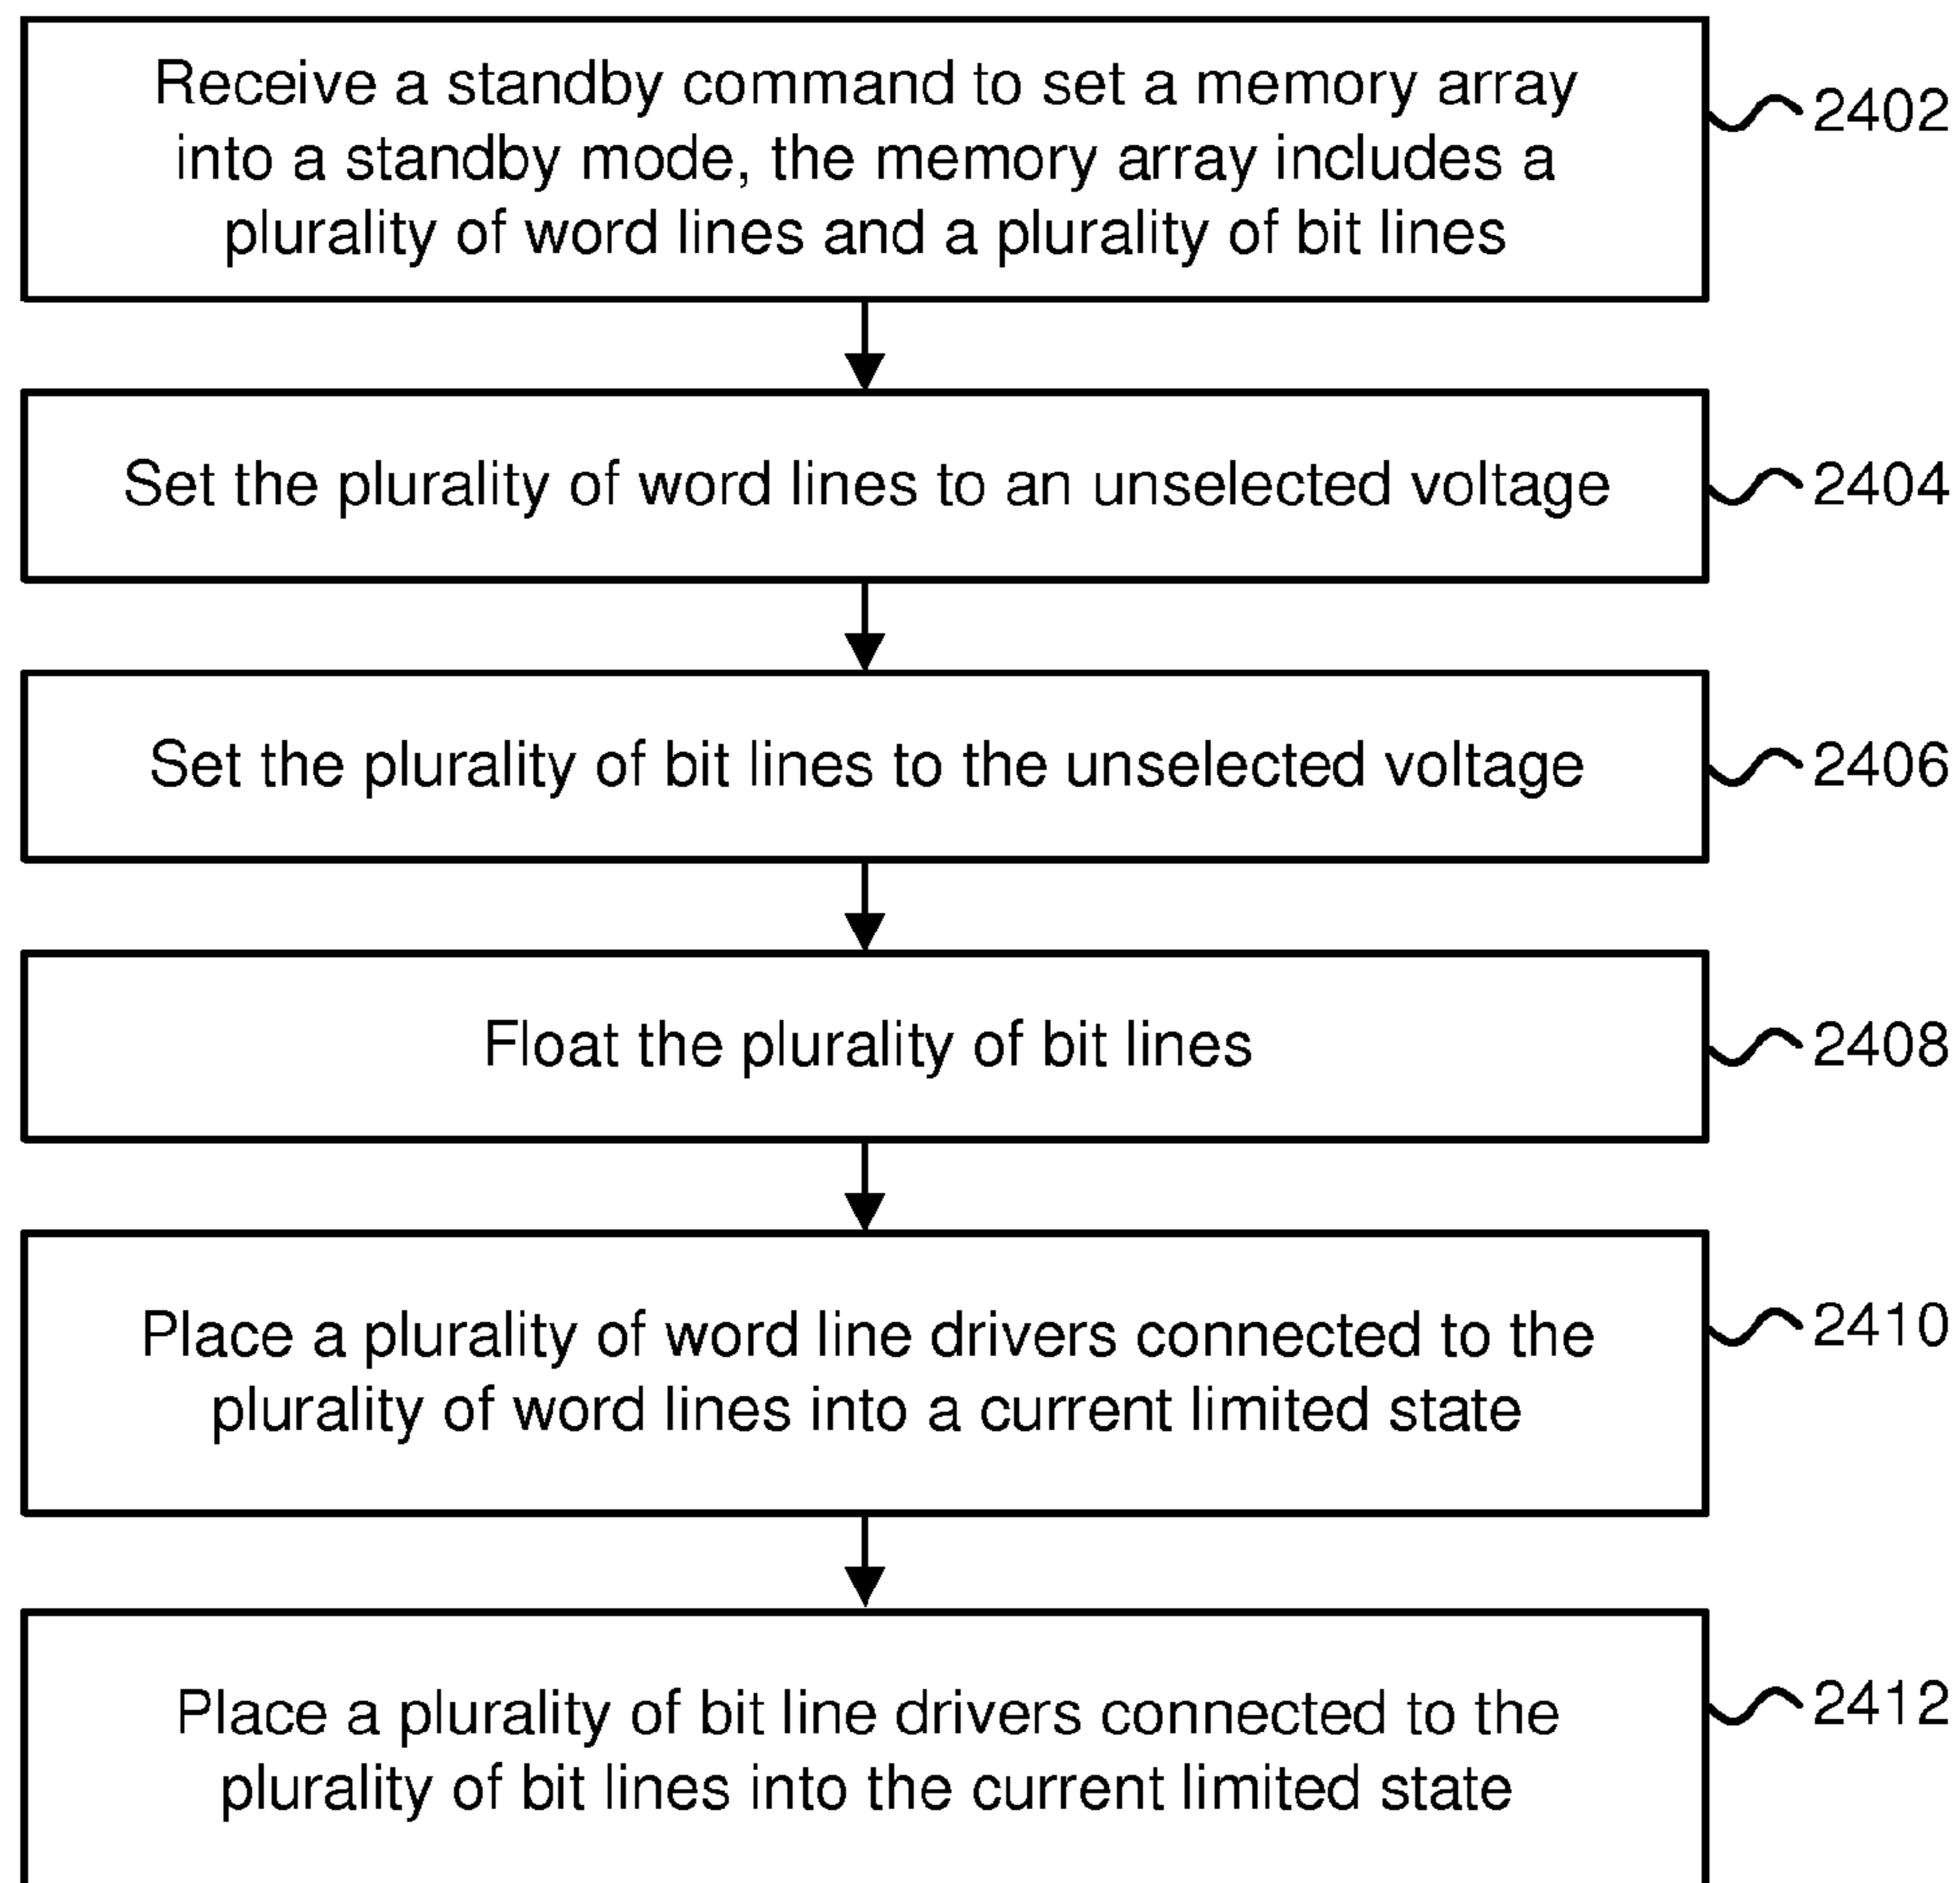 Receive a standby command to set a memory array
into a standby mode, the memory array includes a
plurality of word lines and a plurality of bit lines
2402
Set the plurality of word lines to an unselected voltage
2404
Set the plurality of bit lines to the unselected voltage
2406
Float the plurality of bit lines
2408
Place a plurality of word line drivers connected to the
plurality of word lines into a current limited state
2410
Place a plurality of bit line drivers connected to the
plurality of bit lines into the current limited state
2412